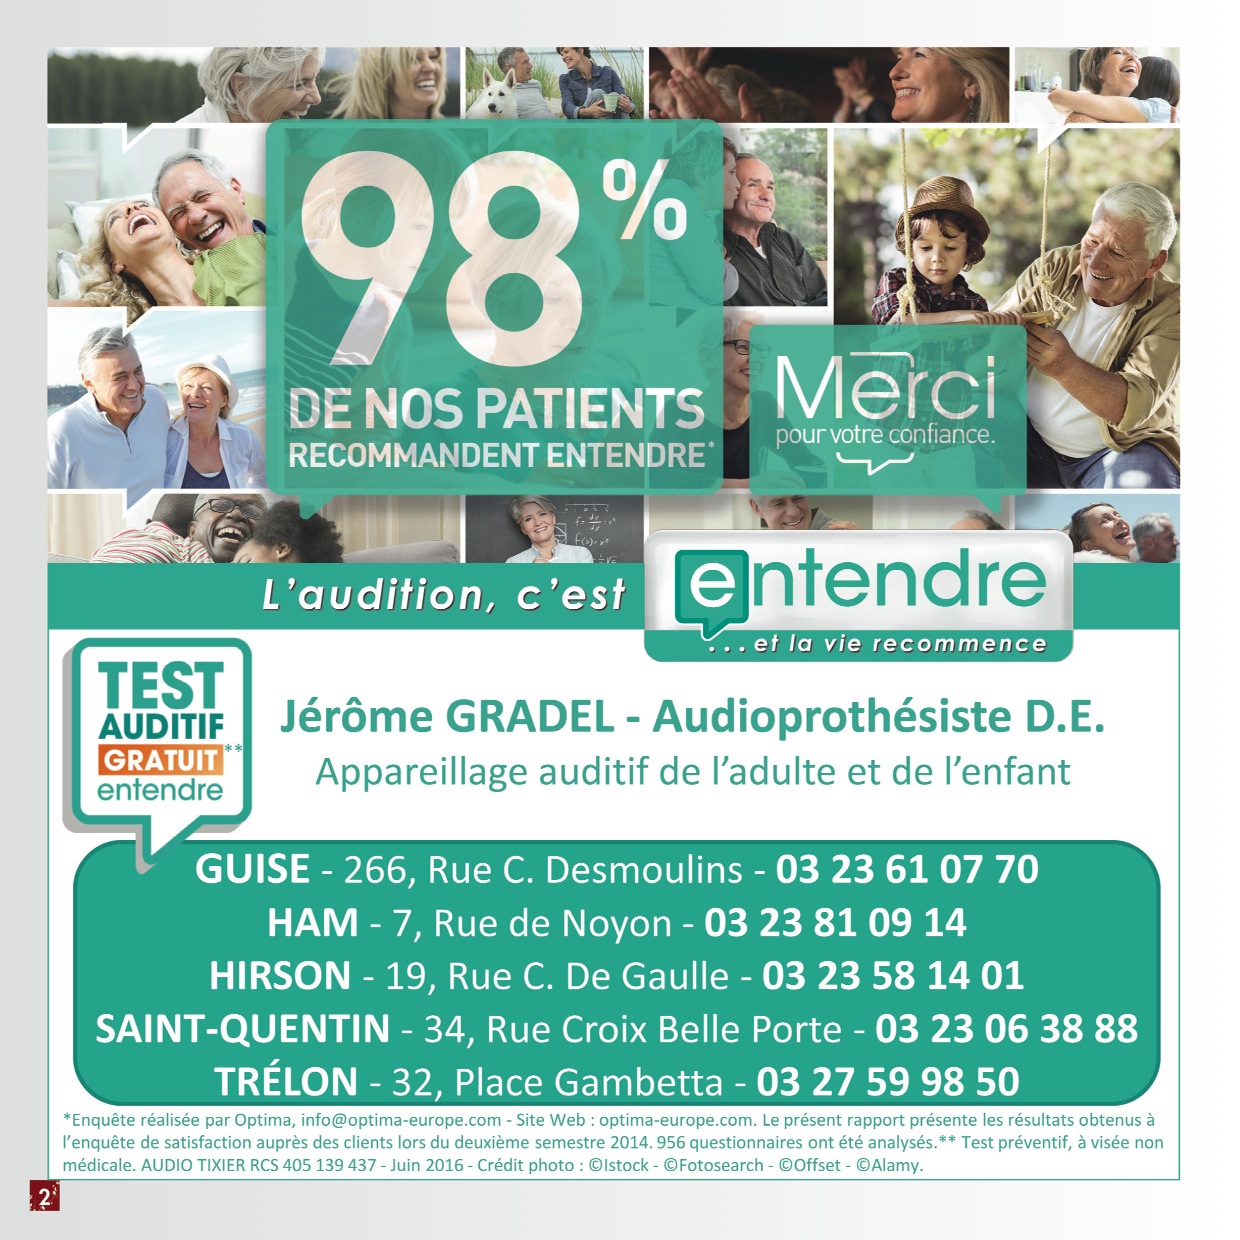 98%
DE NOS PATIENTS
RECOMMANDENT ENTENDRE*
Merci
pour votre confiance.
L'audition, c'est
entendre
...et la vie recommence
TEST
AUDITIF
GRATUIT**
entendre
Jérôme GRADEL - Audioprothésiste D.E.
Appareillage auditif de l'adulte et de l'enfant
GUISE - 266, Rue C. Desmoulins - 03 23 61 07 70
HAM - 7, Rue de Noyon - 03 23 81 09 14
HIRSON - 19, Rue C. De Gaulle - 03 23 58 14 01
SAINT-QUENTIN - 34, Rue Croix Belle Porte - 03 23 06 38 88
TRÉLON - 32, Place Gambetta - 03 27 59 98 50
*Enquête réalisée par Optima, info@optima-europe.com - Site Web : optima-europe.com. Le présent rapport présente les résultats obtenus à
l'enquête de satisfaction auprès des clients lors du deuxième semestre 2014. 956 questionnaires ont été analysés.** Test préventif, à visée non
médicale. AUDIO TIXIER RCS 405 139 437 - Juin 2016 - Crédit photo : ©Istock - ©Fotosearch - ©Offset - ©Alamy.
2